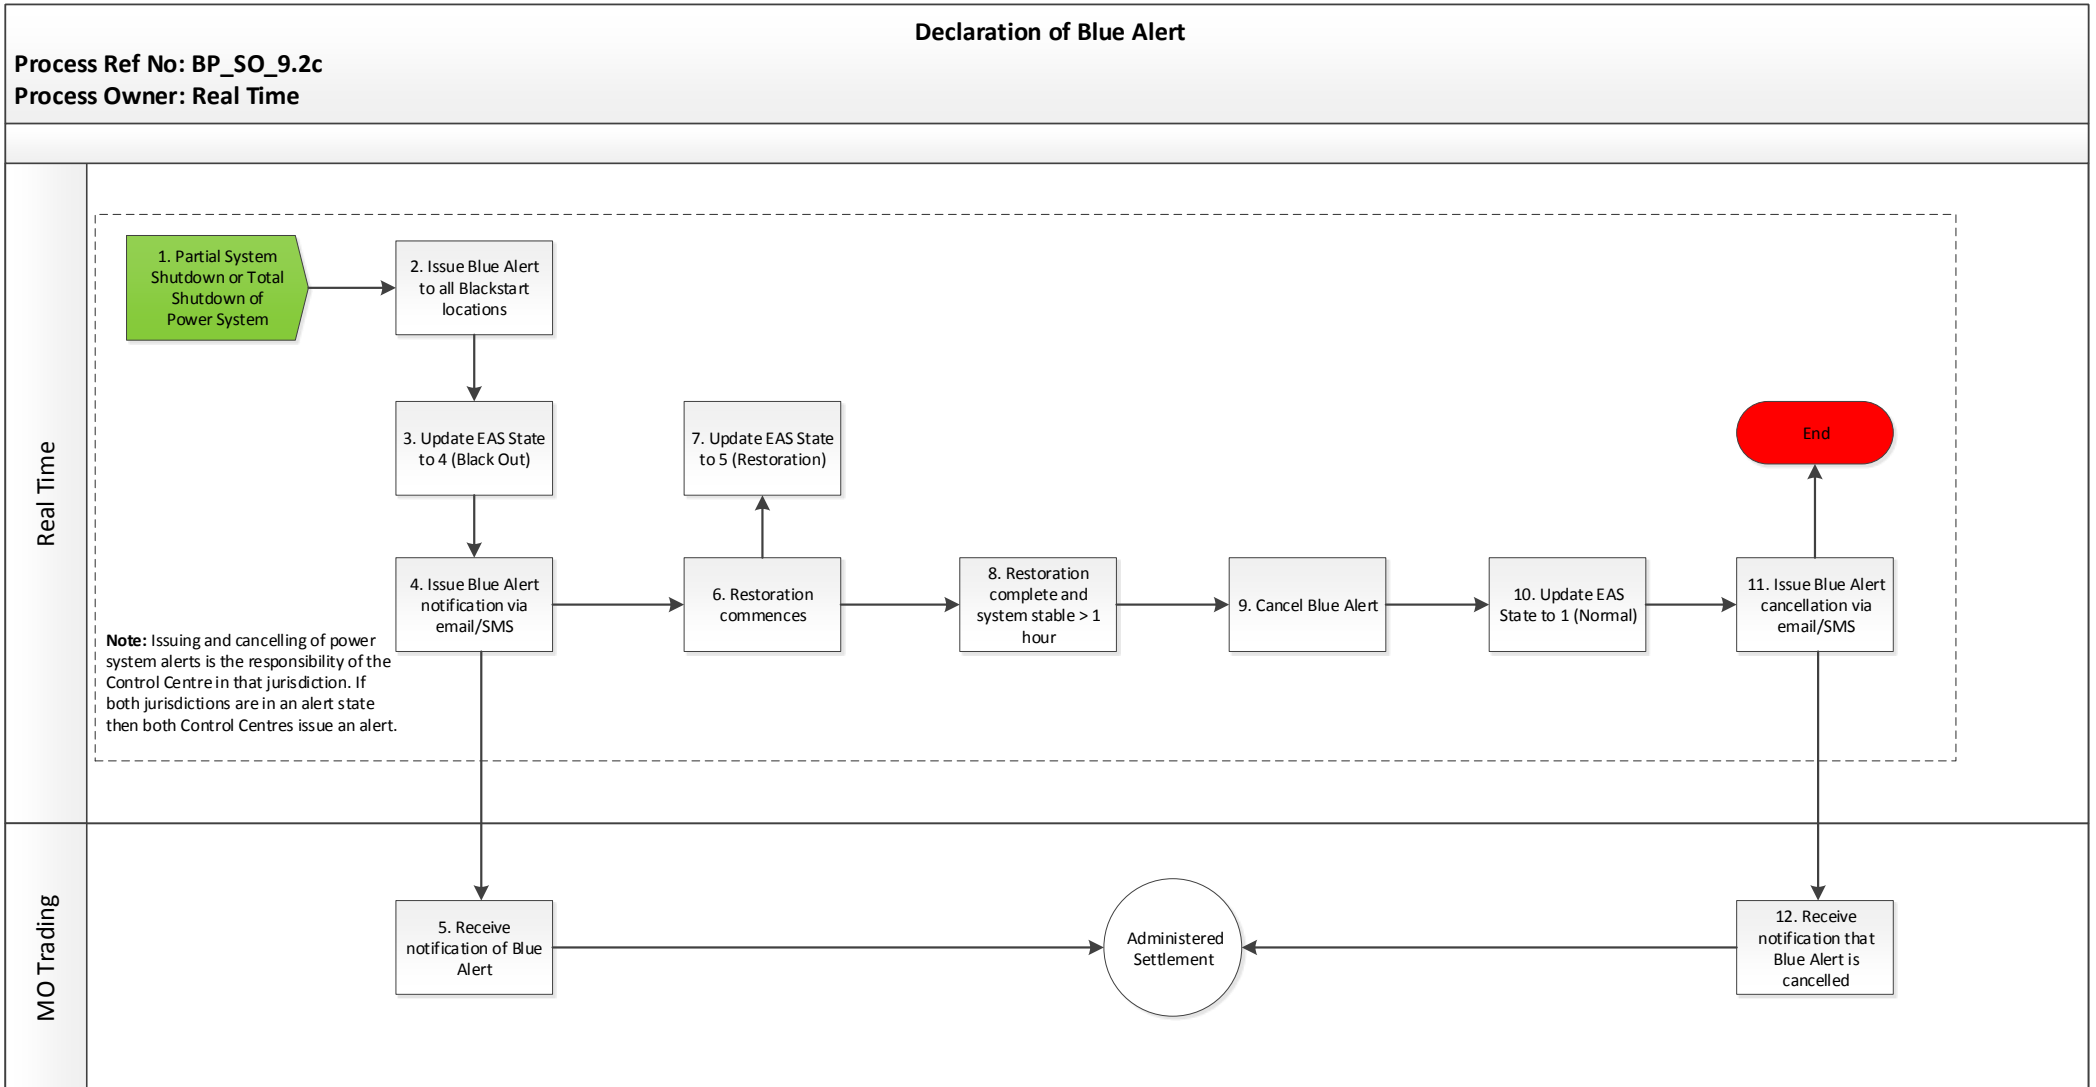 Declaration of Blue Alert
Process Ref No: BP_SO_9.2c
Process Owner: Real Time
Real Time
1. Partial System
Shutdown or Total
Shutdown of
Power System
2. Issue Blue Alert
to all Blackstart
locations
3. Update EAS State
to 4 (Black Out)
7. Update EAS State
to 5 (Restoration)
End
4. Issue Blue Alert
notification via
email/SMS
6. Restoration
commences
8. Restoration
complete and
system stable > 1
hour
9. Cancel Blue Alert
10. Update EAS
State to 1 (Normal)
11. Issue Blue Alert
cancellation via
email/SMS
Note: Issuing and cancelling of power
system alerts is the responsibility of the
Control Centre in that jurisdiction. If
both jurisdictions are in an alert state
then both Control Centres issue an alert.
MO Trading
5. Receive
notification of Blue
Alert
Administered
Settlement
12. Receive
notification that
Blue Alert is
cancelled